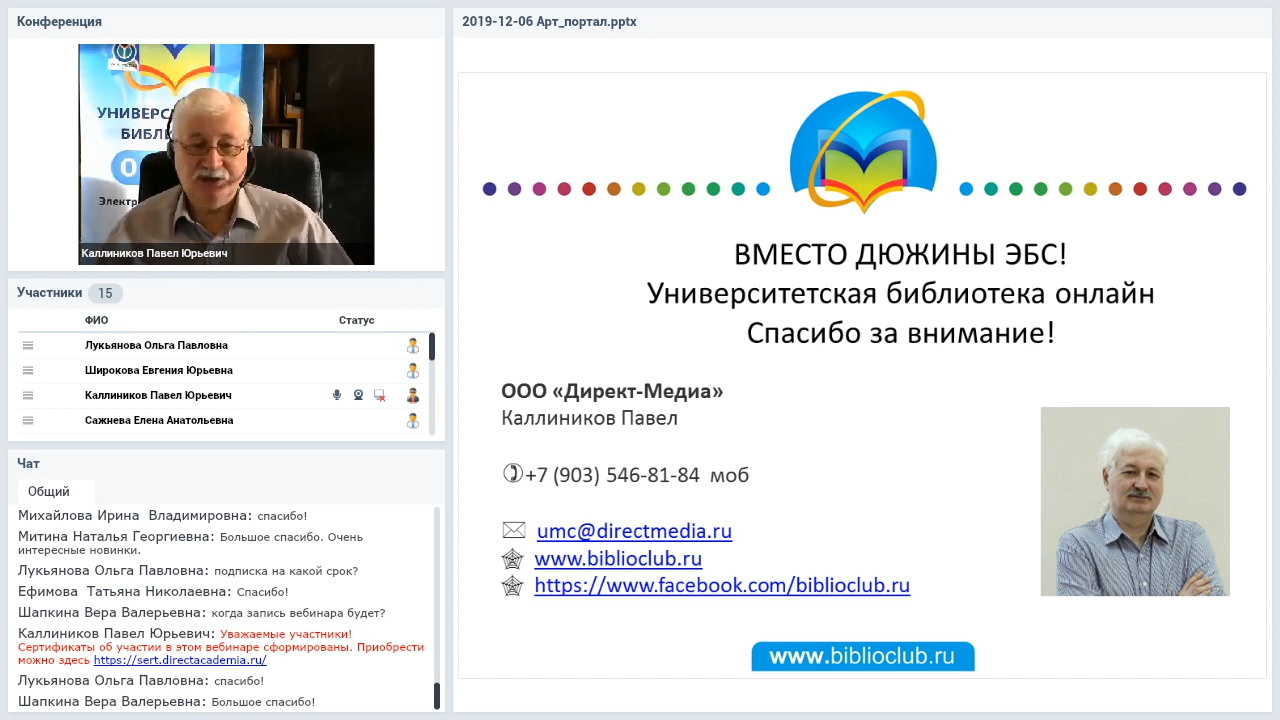 Конференция
УНИВЕРС
БИБЛ
Электр
Каллиников Павел Юрьевич
Участники 15
ФИО Статус
Лукьянова Ольга Павловна
Широкова Евгения Юрьевна
Каллиников Павел Юрьевич
Сажнева Елена Анатольевна
Чат
Общий
Михайлова Ирина Владимировна: спасибо!
Митина Наталья Георгиевна: Большое спасибо. Очень
интересные новинки.
Лукьянова Ольга Павловна: подписка на какой срок?
Ефимова Татьяна Николаевна: Спасибо!
Шапкина Вера Валерьевна: когда запись вебинара будет?
Каллиников Павел Юрьевич: Уважаемые участники!
Сертификаты об участии в этом вебинаре сформированы. Приобрести
можно здесь https://sert.directacademia.ru/
Лукьянова Ольга Павловна: спасибо!
Шапкина Вера Валерьевна: Большое спасибо!
2019-12-06 Арт_портал.pptx
ВМЕСТО ДЮЖИНЫ ЭБС!
Университетская библиотека онлайн
Спасибо за внимание!
ООО «Директ-Медиа»
Каллиников Павел
+7 (903) 546-81-84 моб
umc@directmedia.ru
www.biblioclub.ru
https://www.facebook.com/biblioclub.ru
www.biblioclub.ru